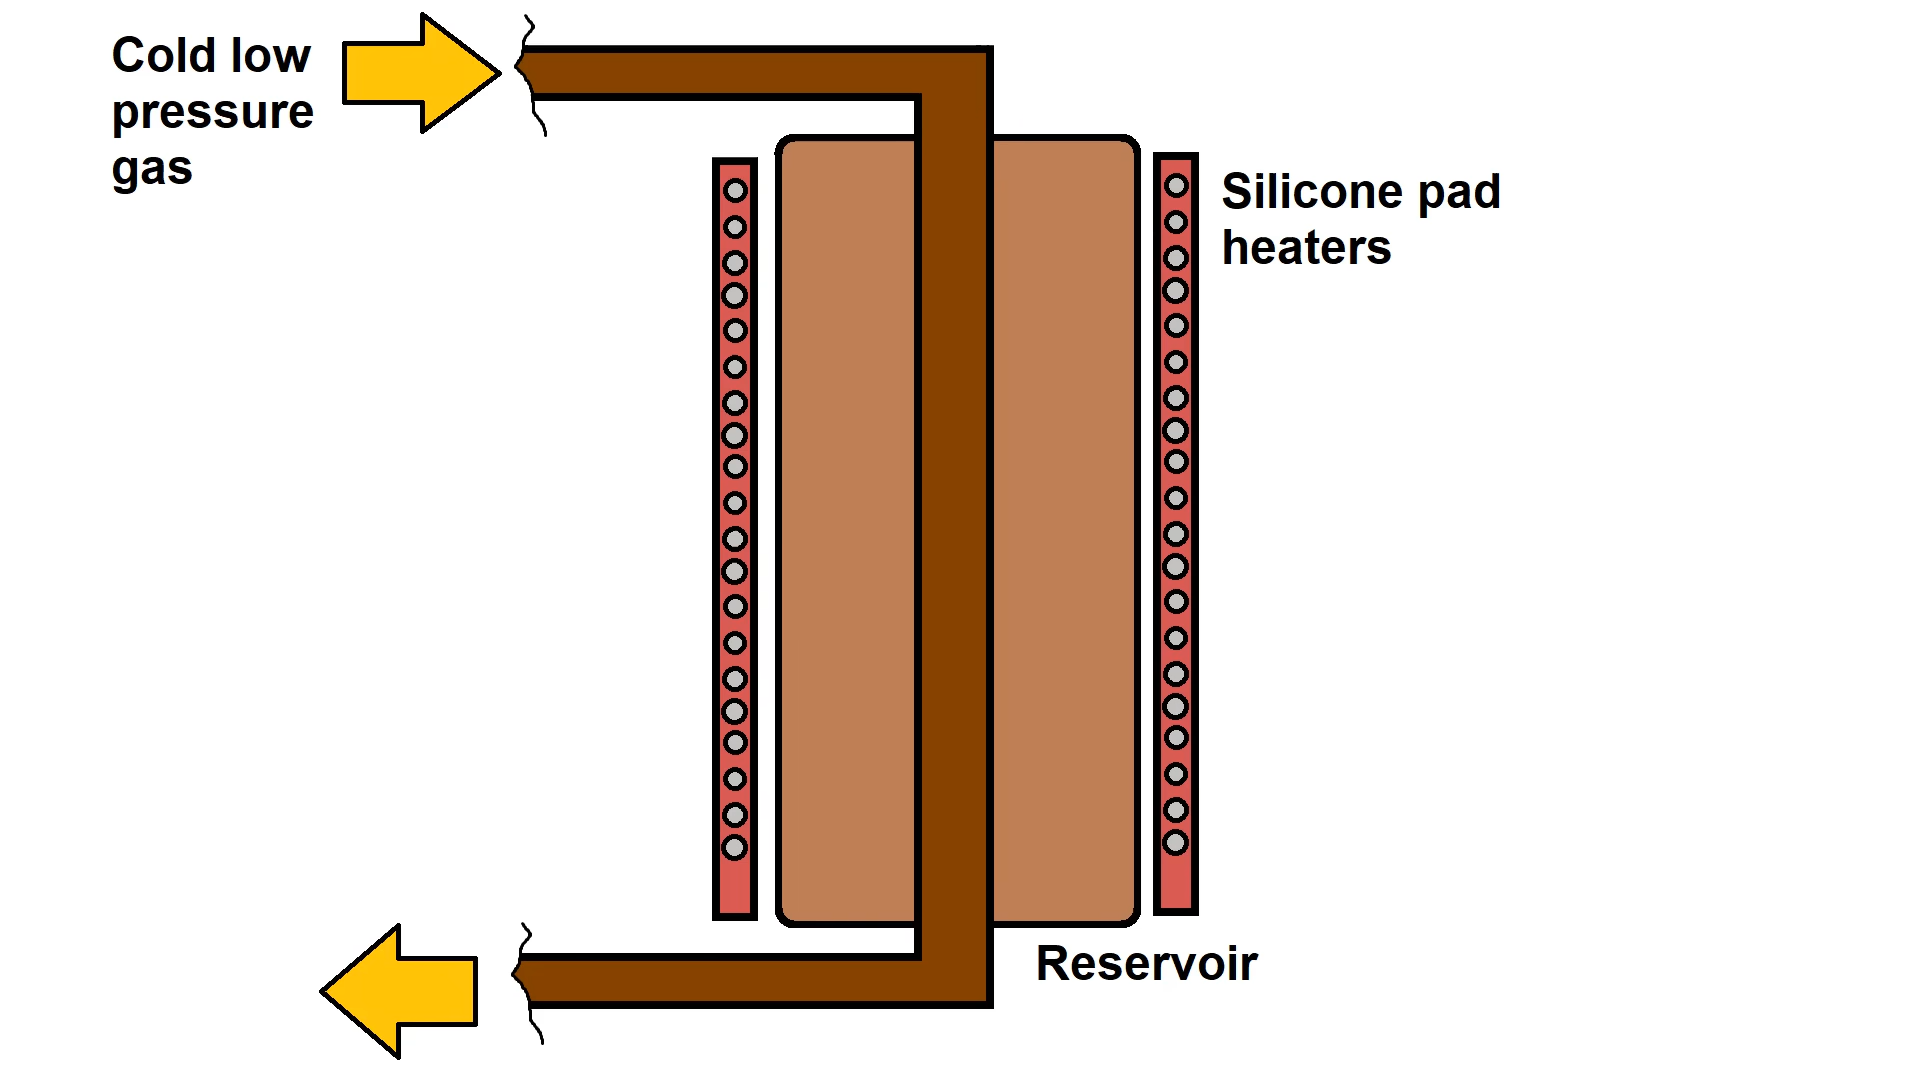 Cold low
pressure
gas
Silicone pad
heaters
Reservoir